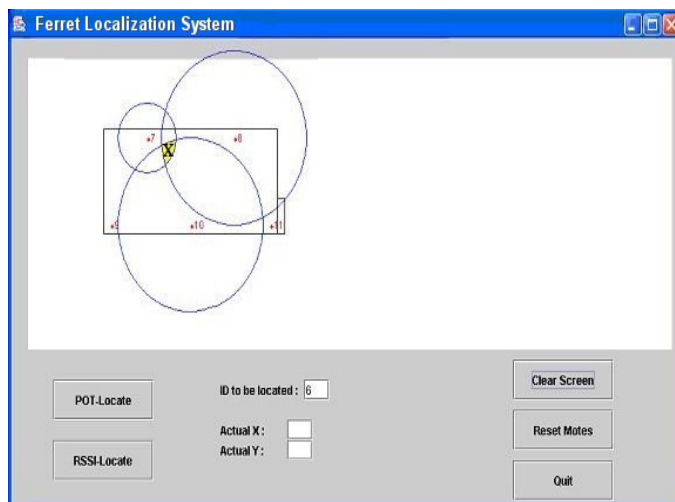 Ferret Localization System
+7
+8
X
+9
+10
+11
POT-Locate
RSSI-Locate
ID to be located : 6
Actual X :
Actual Y :
Clear Screen
Reset Motes
Quit